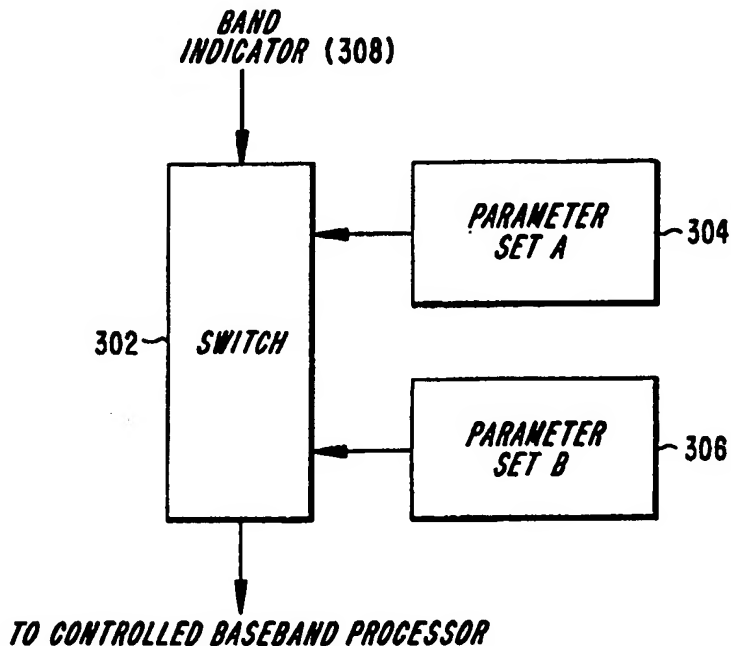 BAND
INDICATOR (308)
PARAMETER
SET A
304
302
SWITCH
PARAMETER
SET B
306
TO CONTROLLED BASEBAND PROCESSOR